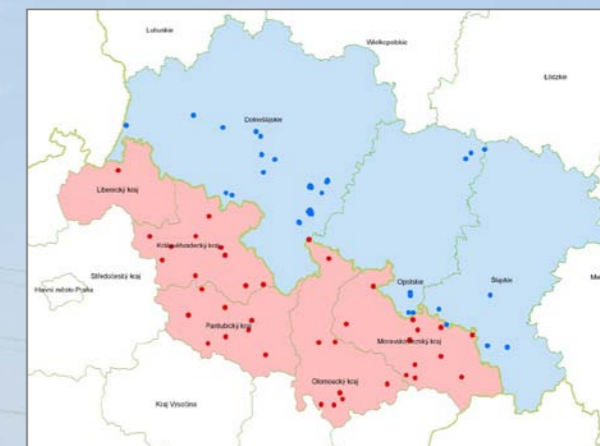 Lubuskie
Wielkopolskie
Łódzkie
Dolnośląskie
Liberecký kraj
Královéhradecký kraj
Středočeský kraj
Hlavní město Praha
Opolskie
Śląskie
Pardubický kraj
Moravskoslezský kraj
Olomoucký kraj
Kraj Vysočina